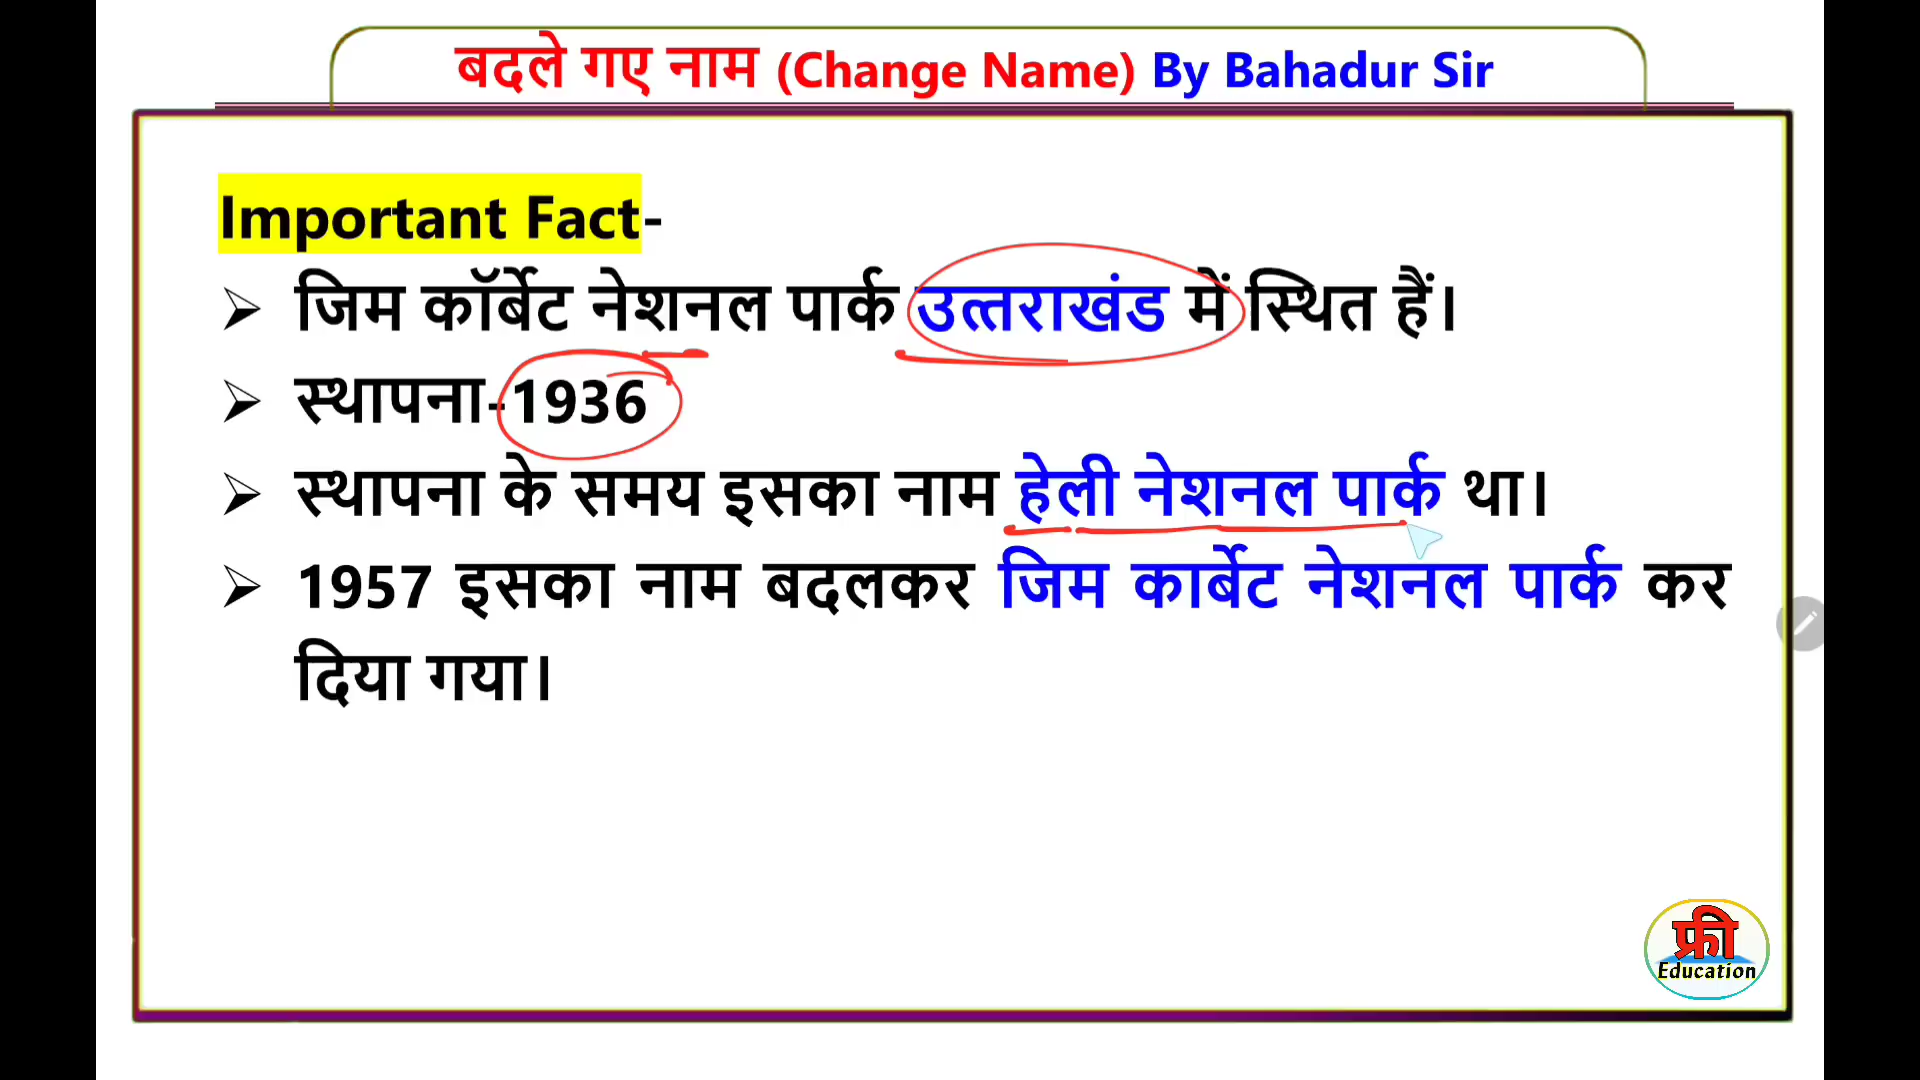 बदले गए नाम (Change Name) By Bahadur Sir
Important Fact-
➢ जिम कॉर्बेट नेशनल पार्क उत्तराखंड में स्थित हैं।
➢ स्थापना-1936
➢ स्थापना के समय इसका नाम हेली नेशनल पार्क था।
➢ 1957 इसका नाम बदलकर जिम कार्बेट नेशनल पार्क कर
दिया गया।
फ्री
Education